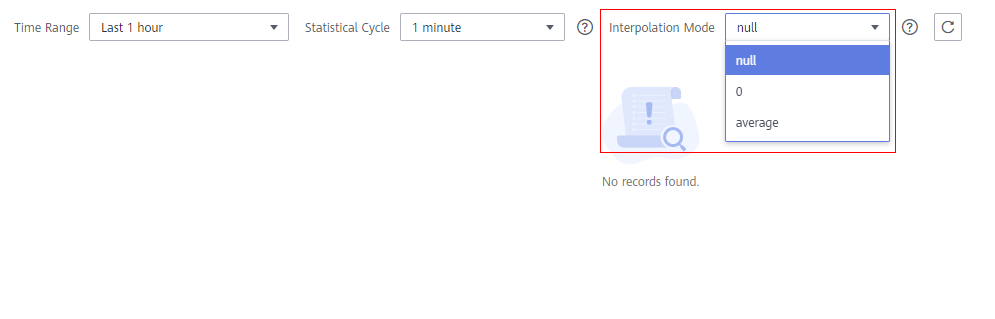 Time Range Last 1 hour Statistical Cycle 1 minute ? Interpolation Mode null ?
null
0
average
No records found.